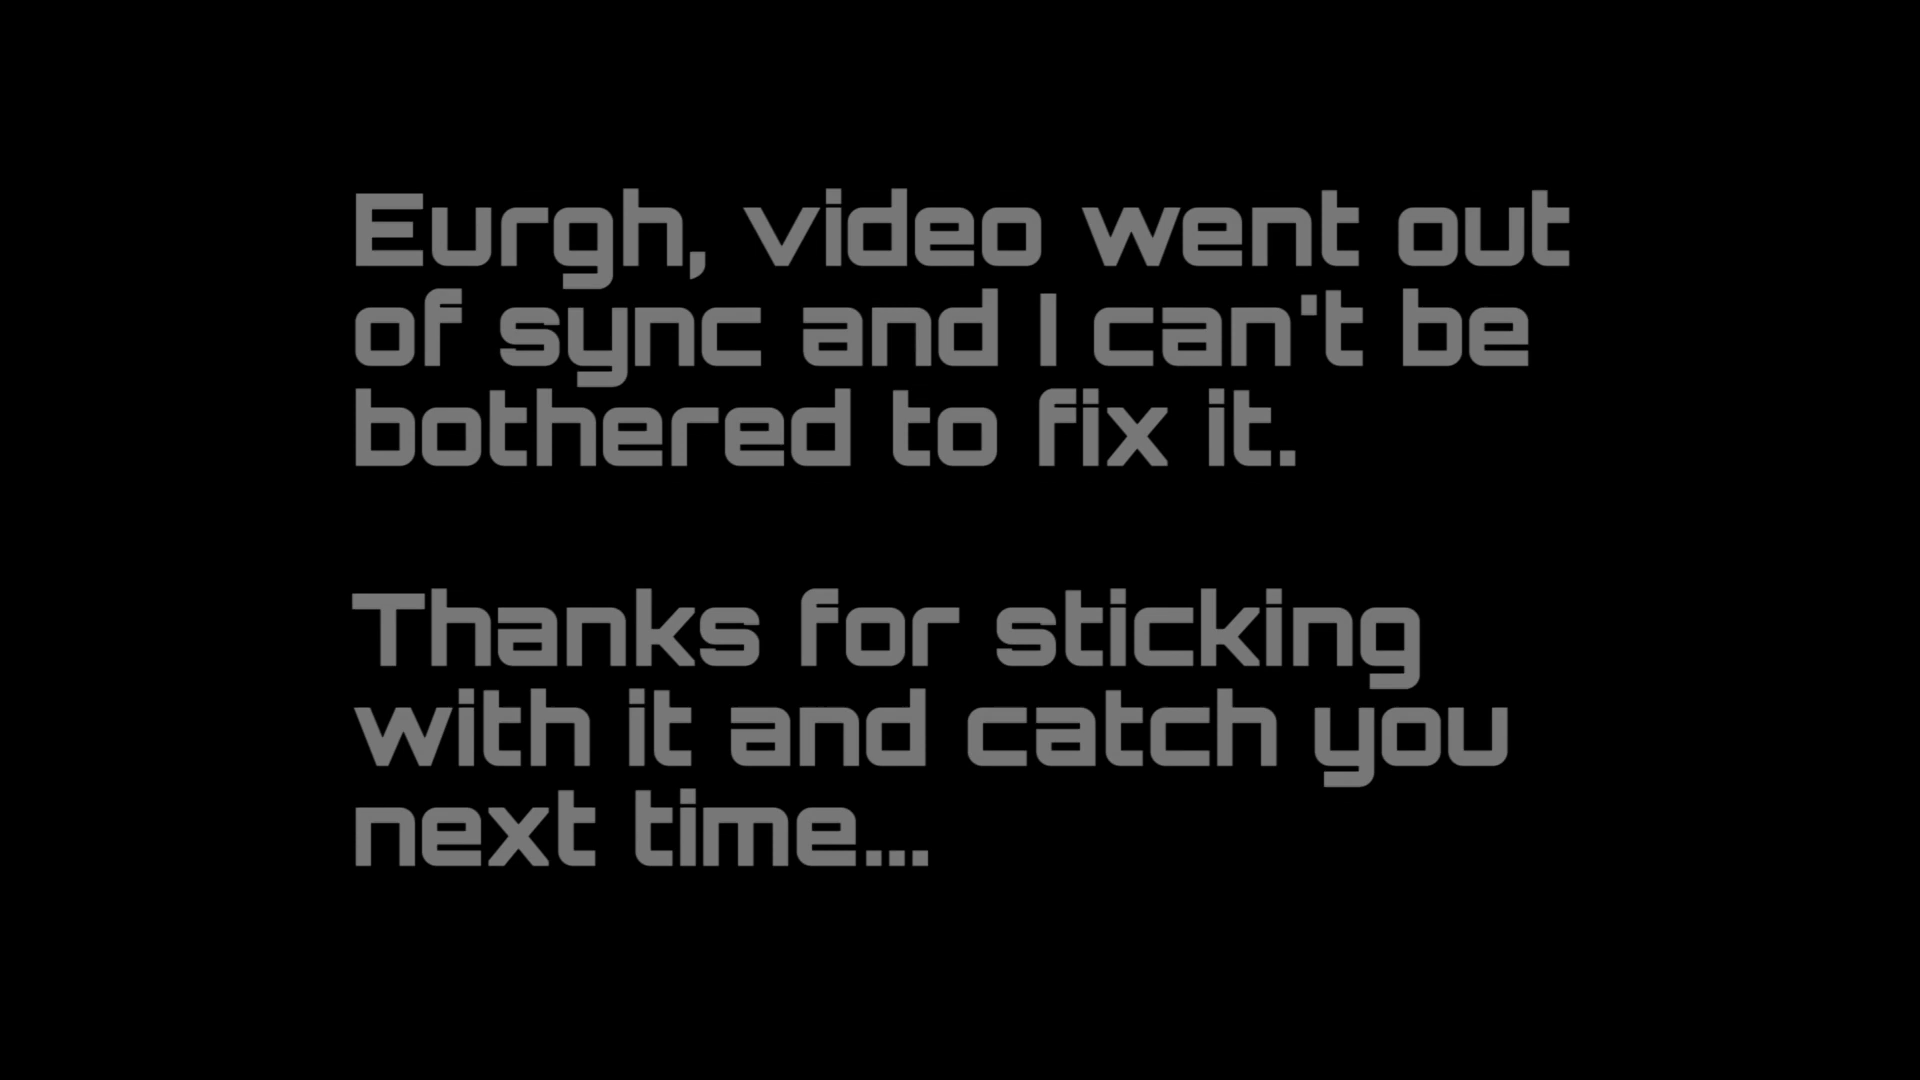 Eurgh, video went out
of sync and I can't be
bothered to fix it.
Thanks for sticking
with it and catch you
next time...